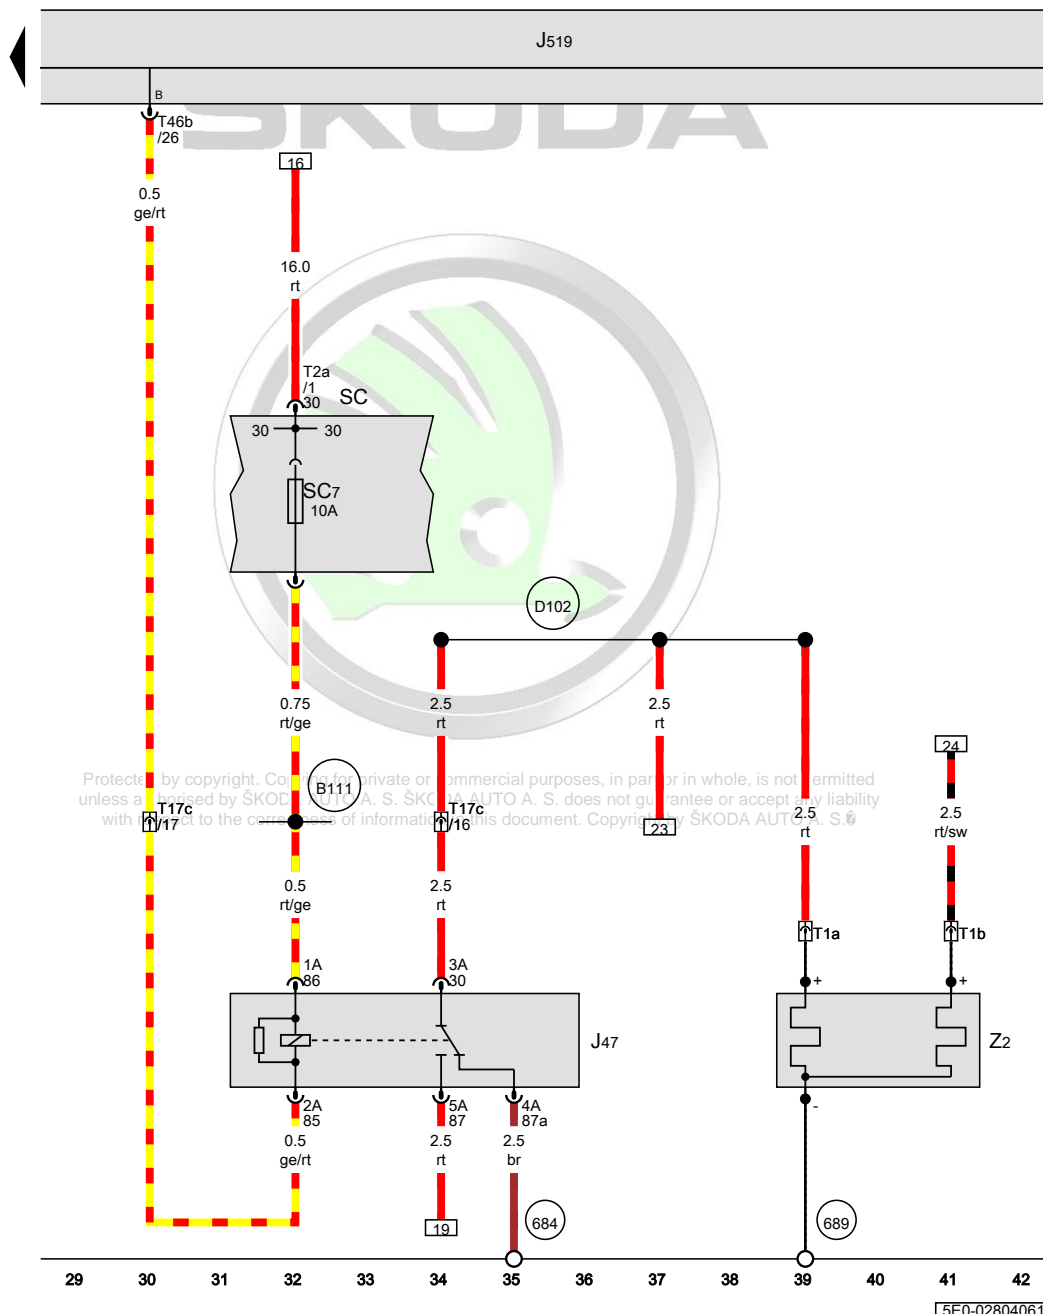 J519
B
T46b
/26
ŠKODA
16
0.5
ge/rt
16.0
rt
T2a
/1
30
SC
30
30
SC7
10A
D102
0.75
rt/ge
2.5
rt
2.5
rt
24
B111
Protected by copyright. Copying for private or commercial purposes, in part or in whole, is not permitted
unless authorised by ŠKODA AUTO A. S. ŠKODA AUTO A. S. does not guarantee or accept any liability
with respect to the correctness of information in this document. Copyright by ŠKODA AUTO A. S.�
T17c
/17
T17c
/16
23
2.5
rt
2.5
rt/sw
0.5
rt/ge
2.5
rt
T1a
T1b
1A
86
3A
30
+
+
J47
Z2
2A
85
5A
87
4A
87a
-
0.5
ge/rt
2.5
rt
2.5
br
19
684
689
29 30 31 32 33 34 35 36 37 38 39 40 41 42
5E0-02804061